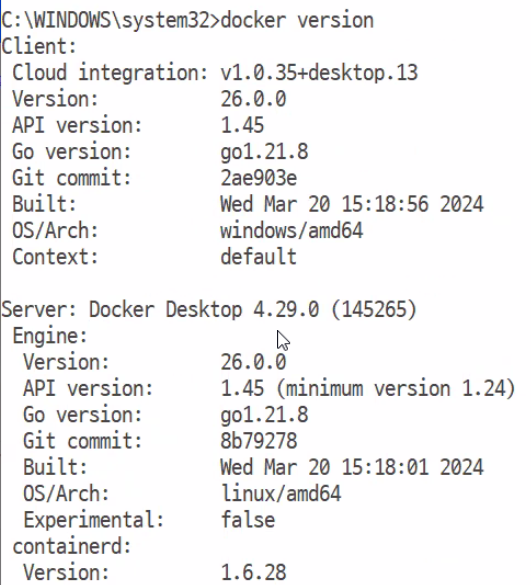 C:\WINDOWS\system32>docker version
Client:
 Cloud integration: v1.0.35+desktop.13
 Version:           26.0.0
 API version:       1.45
 Go version:        go1.21.8
 Git commit:        2ae903e
 Built:             Wed Mar 20 15:18:56 2024
 OS/Arch:           windows/amd64
 Context:           default

Server: Docker Desktop 4.29.0 (145265)
 Engine:
  Version:          26.0.0
  API version:      1.45 (minimum version 1.24)
  Go version:       go1.21.8
  Git commit:       8b79278
  Built:            Wed Mar 20 15:18:01 2024
  OS/Arch:          linux/amd64
  Experimental:     false
 containerd:
  Version:          1.6.28